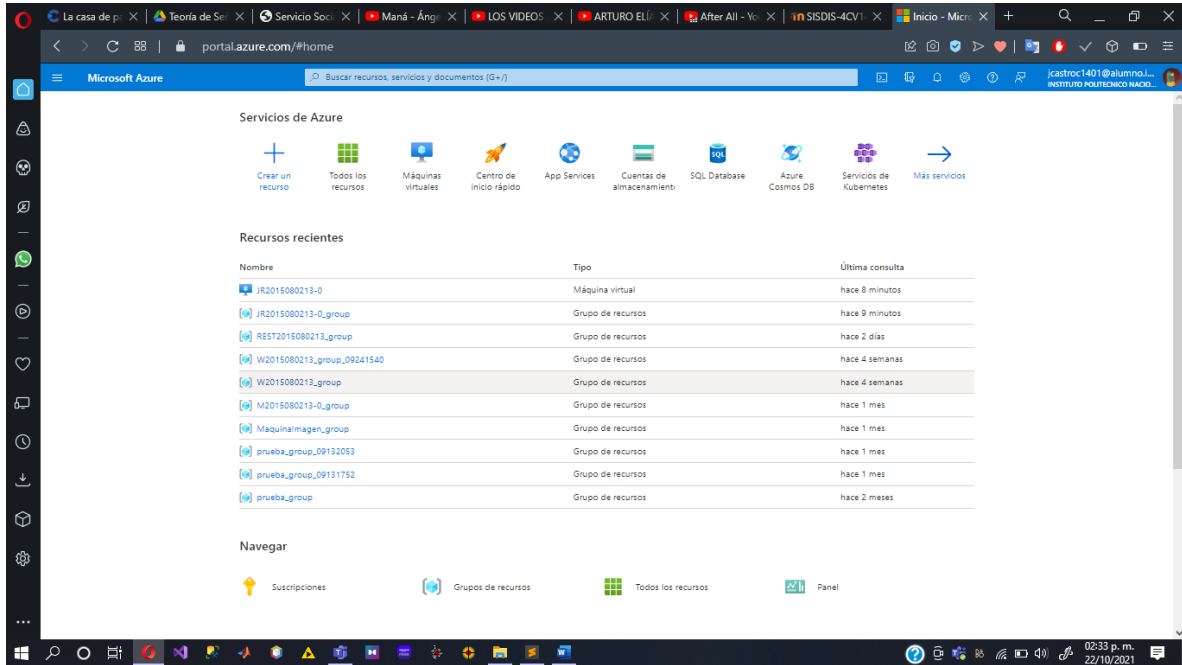 La casa de pa
Teoría de Señ
Servicio Soci
Maná - Ánge
LOS VIDEOS
ARTURO ELÍA
After All - Yo
SISDIS-4CV1
Inicio - Micro
portal.azure.com/#home
Microsoft Azure
Buscar recursos, servicios y documentos (G+/)
jcastroc1401@alumno.i...
INSTITUTO POLITECNICO NACIO...
Servicios de Azure
Crear un recurso
Todos los recursos
Máquinas virtuales
Centro de inicio rápido
App Services
Cuentas de almacenamient
SQL Database
Azure Cosmos DB
Servicios de Kubernetes
Más servicios
Recursos recientes
Nombre Tipo Última consulta
JR2015080213-0 Máquina virtual hace 8 minutos
JR2015080213-0_group Grupo de recursos hace 9 minutos
REST2015080213_group Grupo de recursos hace 2 días
W2015080213_group_09241540 Grupo de recursos hace 4 semanas
W2015080213_group Grupo de recursos hace 4 semanas
M2015080213-0_group Grupo de recursos hace 1 mes
MaquinaImagen_group Grupo de recursos hace 1 mes
prueba_group_09132053 Grupo de recursos hace 1 mes
prueba_group_09131752 Grupo de recursos hace 1 mes
prueba_group Grupo de recursos hace 2 meses
Navegar
Suscripciones Grupos de recursos Todos los recursos Panel
02:33 p. m.
22/10/2021